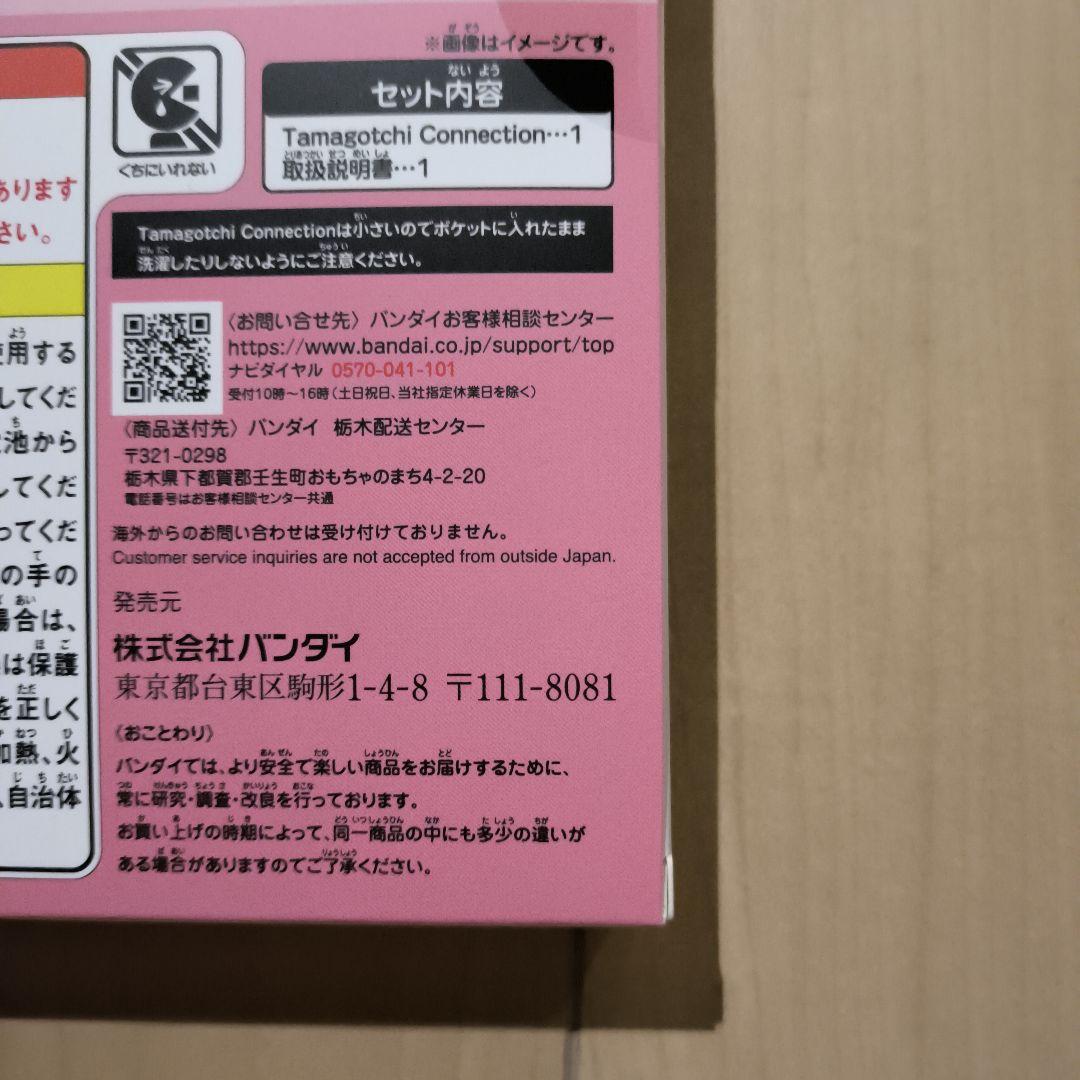 あります
さい。
使用する
してくだ
池から
してくだ
ってくだ
の手の
場合は、
は保護
を正しく
加熱、火
、自治体
くちにいれない
※画像はイメージです。
セット内容
Tamagotchi Connection…1
取扱説明書…1
Tamagotchi Connectionは小さいのでポケットに入れたまま
洗濯したりしないようにご注意ください。
〈お問い合せ先〉バンダイお客様相談センター
https://www.bandai.co.jp/support/top
ナビダイヤル 0570-041-101
受付10時〜16時（土日祝日、当社指定休業日を除く）
〈商品送付先〉バンダイ 栃木配送センター
〒321-0298
栃木県下都賀郡壬生町おもちゃのまち4-2-20
電話番号はお客様相談センター共通
海外からのお問い合わせは受け付けておりません。
Customer service inquiries are not accepted from outside Japan.
発売元
株式会社バンダイ
東京都台東区駒形1-4-8 〒111-8081
〈おことわり〉
バンダイでは、より安全で楽しい商品をお届けするために、
常に研究・調査・改良を行っております。
お買い上げの時期によって、同一商品の中にも多少の違いが
ある場合がありますのでご了承ください。